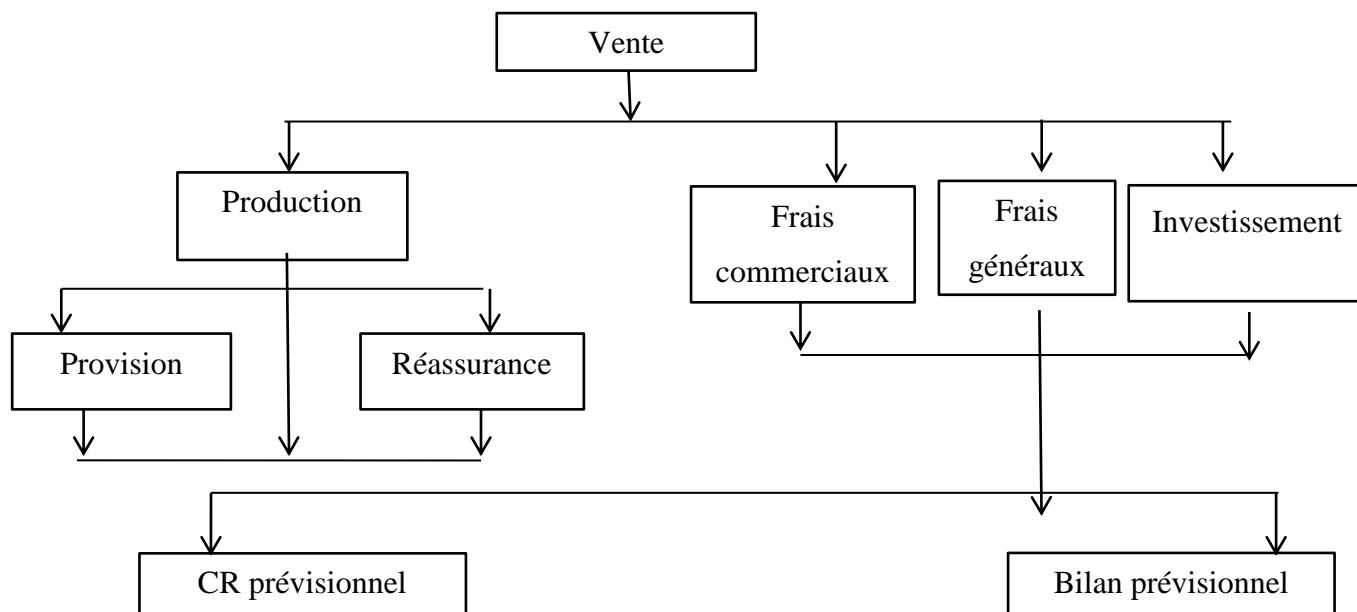 Vente
Production
Frais
commerciaux
Frais
généraux
Investissement
Provision
Réassurance
CR prévisionnel
Bilan prévisionnel